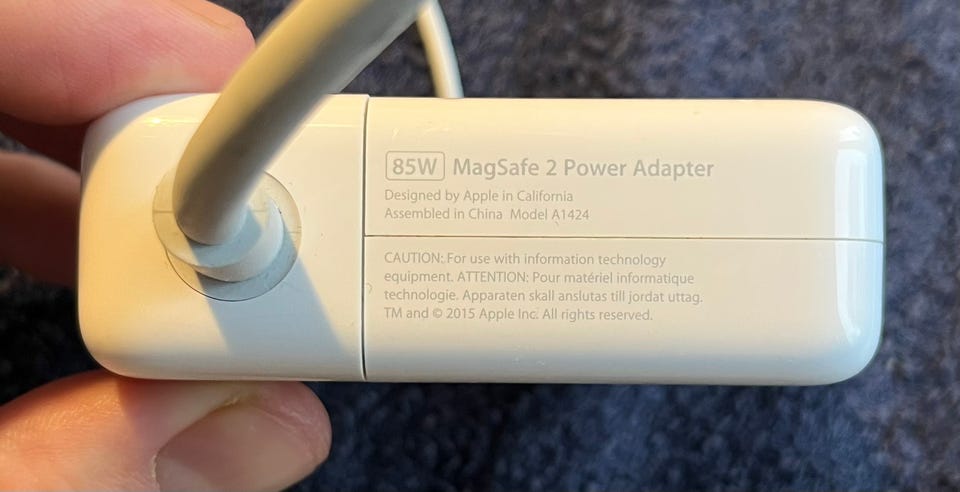 85W MagSafe 2 Power Adapter
Designed by Apple in California
Assembled in China Model A1424
CAUTION: For use with information technology
equipment. ATTENTION: Pour matériel informatique
technologie. Apparaten skall anslutas till jordat uttag.
TM and © 2015 Apple Inc. All rights reserved.